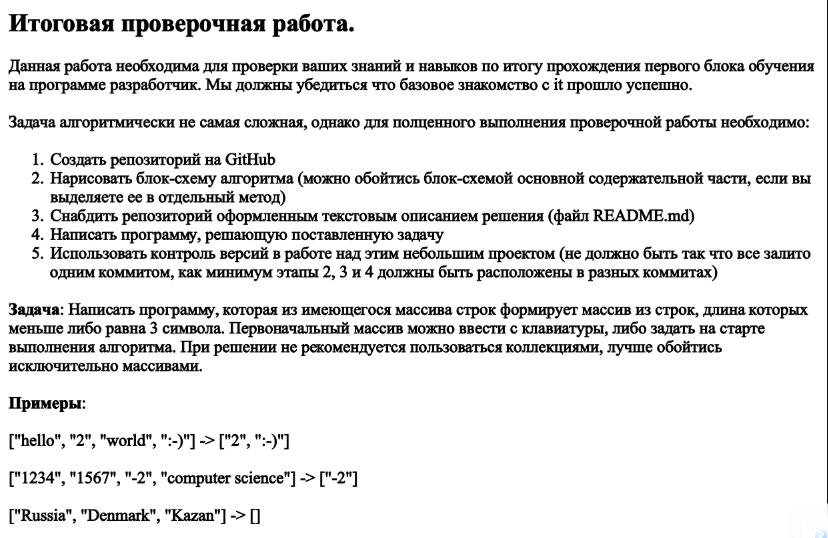 Итоговая проверочная работа.
Данная работа необходима для проверки ваших знаний и навыков по итогу прохождения первого блока обучения
на программе разработчик. Мы должны убедиться что базовое знакомство с it прошло успешно.
Задача алгоритмически не самая сложная, однако для полценного выполнения проверочной работы необходимо:
1. Создать репозиторий на GitHub
2. Нарисовать блок-схему алгоритма (можно обойтись блок-схемой основной содержательной части, если вы
выделяете ее в отдельный метод)
3. Снабдить репозиторий оформленным текстовым описанием решения (файл README.md)
4. Написать программу, решающую поставленную задачу
5. Использовать контроль версий в работе над этим небольшим проектом (не должно быть так что все залито
одним коммитом, как минимум этапы 2, 3 и 4 должны быть расположены в разных коммитах)
Задача: Написать программу, которая из имеющегося массива строк формирует массив из строк, длина которых
меньше либо равна 3 символа. Первоначальный массив можно ввести с клавиатуры, либо задать на старте
выполнения алгоритма. При решении не рекомендуется пользоваться коллекциями, лучше обойтись
исключительно массивами.
Примеры:
["hello", "2", "world", ":-)"] -> ["2", ":-)"]
["1234", "1567", "-2", "computer science"] -> ["-2"]
["Russia", "Denmark", "Kazan"] -> []